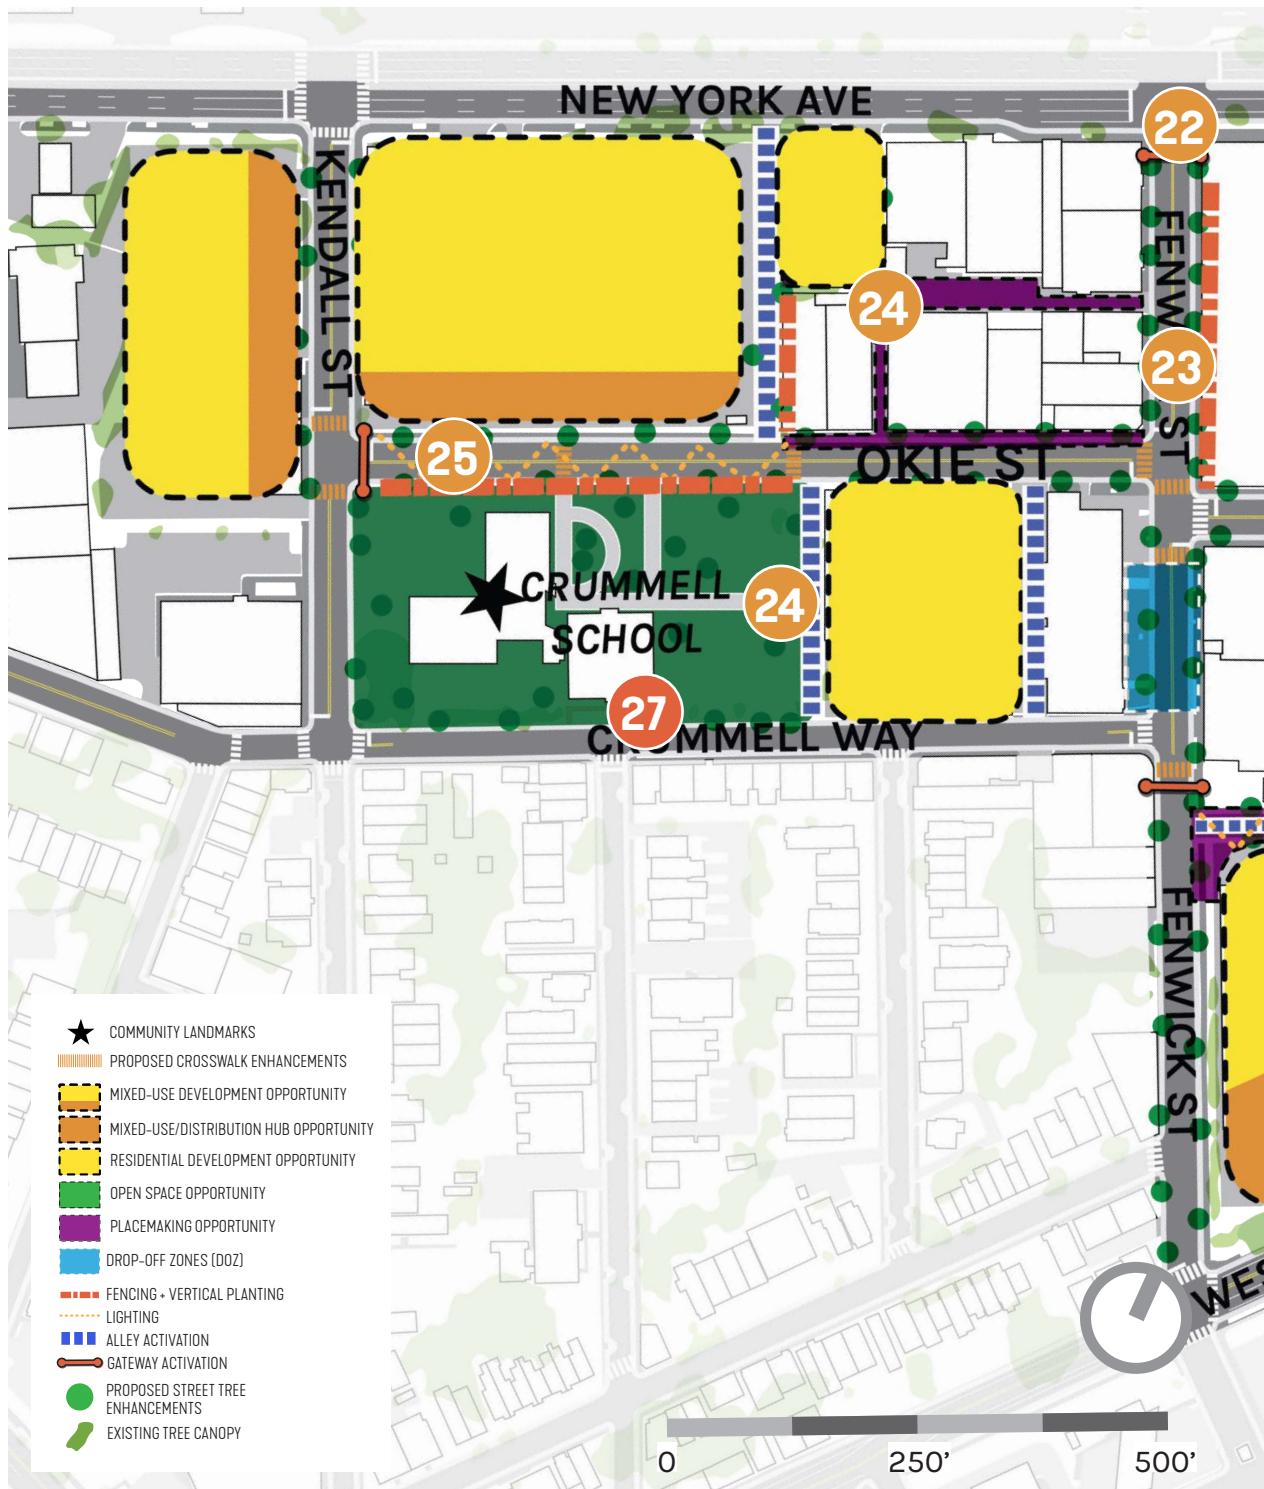 NEW YORK AVE
22
KENDALL ST
FENW
24
23
ST
25
OKIE ST
CRUMMELL
SCHOOL
24
27
CRUMMELL WAY
FENWICK ST
COMMUNITY LANDMARKS
PROPOSED CROSSWALK ENHANCEMENTS
MIXED-USE DEVELOPMENT OPPORTUNITY
MIXED-USE/DISTRIBUTION HUB OPPORTUNITY
RESIDENTIAL DEVELOPMENT OPPORTUNITY
OPEN SPACE OPPORTUNITY
PLACEMAKING OPPORTUNITY
DROP-OFF ZONES (DOZ)
FENCING + VERTICAL PLANTING
LIGHTING
ALLEY ACTIVATION
GATEWAY ACTIVATION
PROPOSED STREET TREE
ENHANCEMENTS
EXISTING TREE CANOPY
WES
0 250' 500'